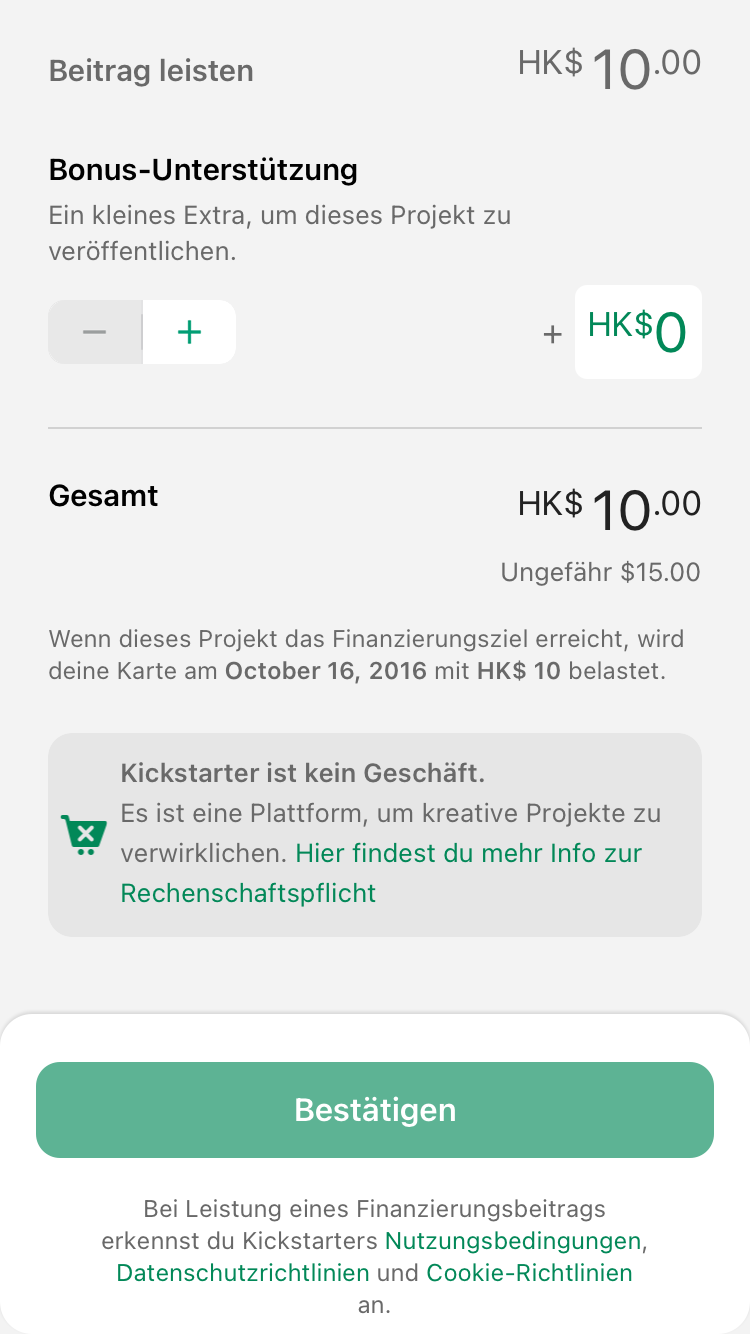 Beitrag leisten HK$ 10.00
Bonus-Unterstützung
Ein kleines Extra, um dieses Projekt zu
veröffentlichen.
− + + HK$0
Gesamt HK$ 10.00
Ungefähr $15.00
Wenn dieses Projekt das Finanzierungsziel erreicht, wird
deine Karte am October 16, 2016 mit HK$ 10 belastet.
Kickstarter ist kein Geschäft.
Es ist eine Plattform, um kreative Projekte zu
verwirklichen. Hier findest du mehr Info zur
Rechenschaftspflicht
Bestätigen
Bei Leistung eines Finanzierungsbeitrags
erkennst du Kickstarters Nutzungsbedingungen,
Datenschutzrichtlinien und Cookie-Richtlinien
an.